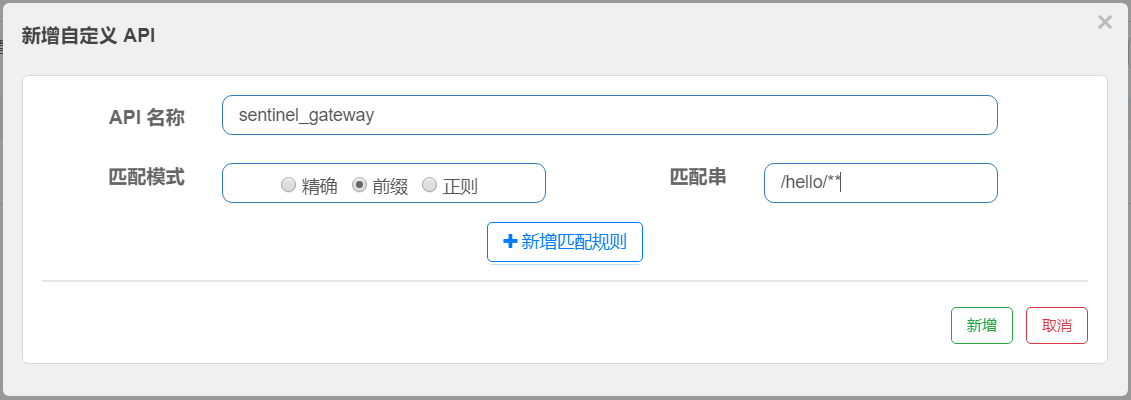 新增自定义 API
×
API 名称
sentinel_gateway
匹配模式 精确 前缀 正则 匹配串 /hello/**
+ 新增匹配规则
新增 取消